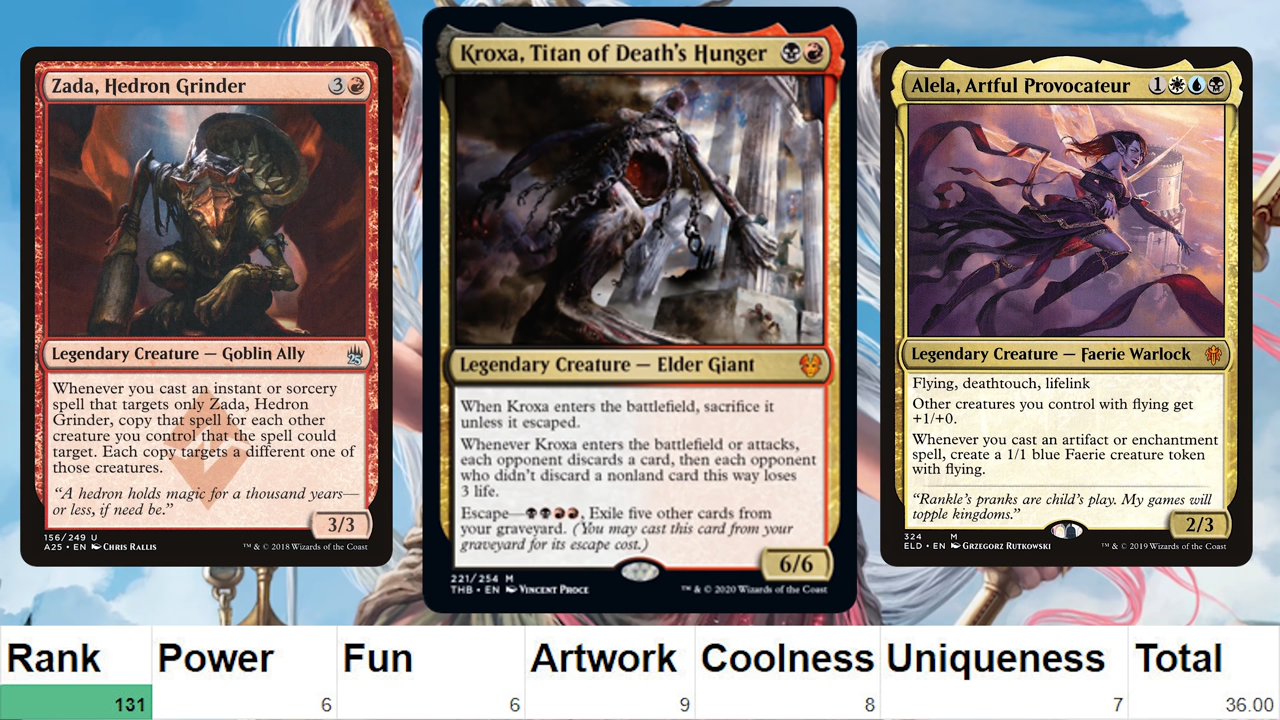 Zada, Hedron Grinder 3
Legendary Creature — Goblin Ally 25
Whenever you cast an instant or sorcery
spell that targets only Zada, Hedron
Grinder, copy that spell for each other
creature you control that the spell could
target. Each copy targets a different one of
those creatures.
“A hedron holds magic for a thousand years—
or less, if need be.”
3/3
156/249 U
A25 • EN Chris Rallis ™ & © 2018 Wizards of the Coast
Kroxa, Titan of Death's Hunger
Legendary Creature — Elder Giant
When Kroxa enters the battlefield, sacrifice it
unless it escaped.
Whenever Kroxa enters the battlefield or attacks,
each opponent discards a card, then each opponent
who didn't discard a nonland card this way loses
3 life.
Escape—, Exile five other cards from
your graveyard. (You may cast this card from your
graveyard for its escape cost.)
6/6
221/254 M
THB • EN Vincent Proce ™ & © 2020 Wizards of the Coast
Alela, Artful Provocateur 1
Legendary Creature — Faerie Warlock
Flying, deathtouch, lifelink
Other creatures you control with flying get
+1/+0.
Whenever you cast an artifact or enchantment
spell, create a 1/1 blue Faerie creature token
with flying.
“Rankle's pranks are child's play. My games will
topple kingdoms.”
2/3
324 M
ELD • EN Grzegorz Rutkowski ™ & © 2019 Wizards of the Coast
Rank Power Fun Artwork Coolness Uniqueness Total
131 6 6 9 8 7 36.00